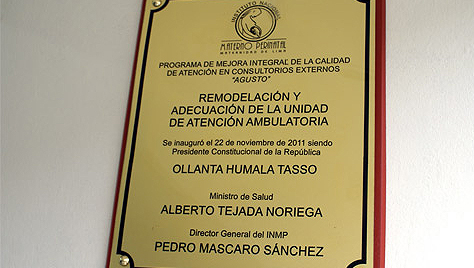 INSTITUTO NACIONAL
MATERNO PERINATAL
MATERNIDAD DE LIMA
PROGRAMA DE MEJORA INTEGRAL DE LA CALIDAD
DE ATENCIÓN EN CONSULTORIOS EXTERNOS
"AGUSTO"
REMODELACIÓN Y
ADECUACIÓN DE LA UNIDAD
DE ATENCIÓN AMBULATORIA
Se inauguró el 22 de noviembre de 2011 siendo
Presidente Constitucional de la República
OLLANTA HUMALA TASSO
Ministro de Salud
ALBERTO TEJADA NORIEGA
Director General del INMP
PEDRO MASCARO SÁNCHEZ